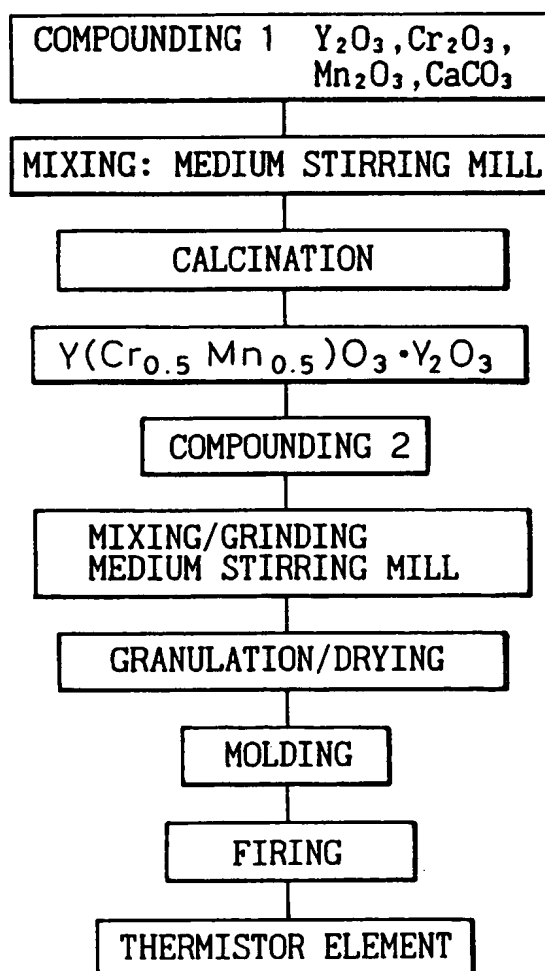 COMPOUNDING 1 Y₂O₃,Cr₂O₃,
Mn₂O₃,CaCO₃
MIXING: MEDIUM STIRRING MILL
CALCINATION
Y(Cr₀.₅ Mn₀.₅)O₃·Y₂O₃
COMPOUNDING 2
MIXING/GRINDING
MEDIUM STIRRING MILL
GRANULATION/DRYING
MOLDING
FIRING
THERMISTOR ELEMENT